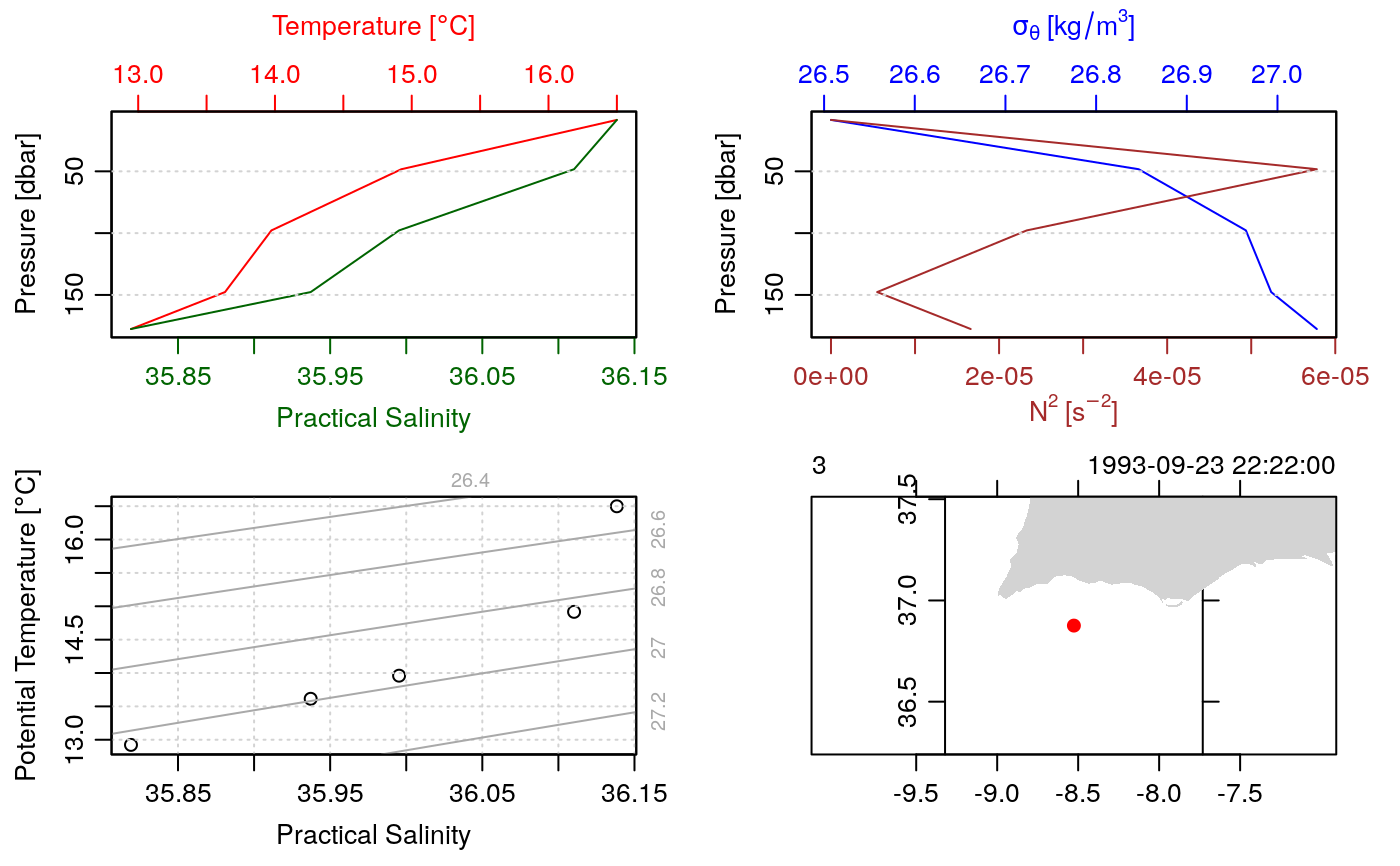 Temperature [°C]
13.0 14.0 15.0 16.0
Pressure [dbar]
50
150
35.85 35.95 36.05 36.15
Practical Salinity
σθ [kg/m³]
26.5 26.6 26.7 26.8 26.9 27.0
Pressure [dbar]
50
150
0e+00 2e-05 4e-05 6e-05
N² [s⁻²]
26.4
Potential Temperature [°C]
16.0
14.5
13.0
26.6
26.8
27
27.2
35.85 35.95 36.05 36.15
Practical Salinity
3 1993-09-23 22:22:00
37.5
37.0
36.5
-9.5 -9.0 -8.5 -8.0 -7.5